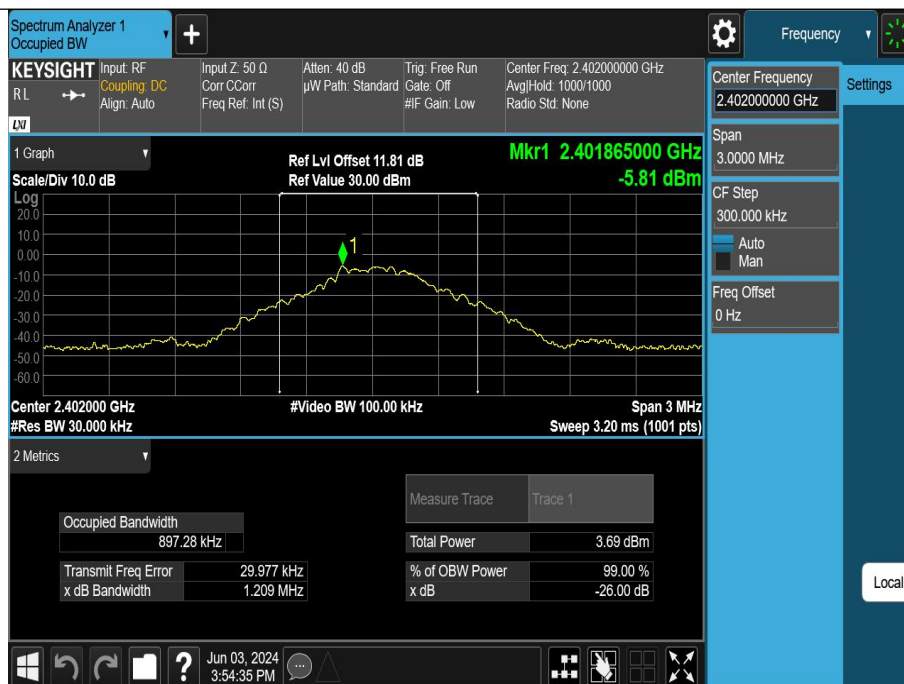 Spectrum Analyzer 1
Occupied BW
+
Frequency
KEYSIGHT
RL
LXI
Input: RF
Coupling: DC
Align: Auto
Input Z: 50 Ω
Corr CCorr
Freq Ref: Int (S)
Atten: 40 dB
µW Path: Standard
Trig: Free Run
Gate: Off
#IF Gain: Low
Center Freq: 2.402000000 GHz
Avg|Hold: 1000/1000
Radio Std: None
Center Frequency
2.402000000 GHz
Settings
Span
3.0000 MHz
CF Step
300.000 kHz
Auto
Man
Freq Offset
0 Hz
Local
1 Graph
Scale/Div 10.0 dB
Ref Lvl Offset 11.81 dB
Ref Value 30.00 dBm
Mkr1 2.401865000 GHz
-5.81 dBm
Log
20.0
10.0
0.00
-10.0
-20.0
-30.0
-40.0
-50.0
-60.0
1
Center 2.402000 GHz
#Res BW 30.000 kHz
#Video BW 100.00 kHz
Span 3 MHz
Sweep 3.20 ms (1001 pts)
2 Metrics
Measure Trace Trace 1
Occupied Bandwidth
897.28 kHz
Total Power 3.69 dBm
Transmit Freq Error 29.977 kHz
% of OBW Power 99.00 %
x dB Bandwidth 1.209 MHz
x dB -26.00 dB
?
Jun 03, 2024
3:54:35 PM